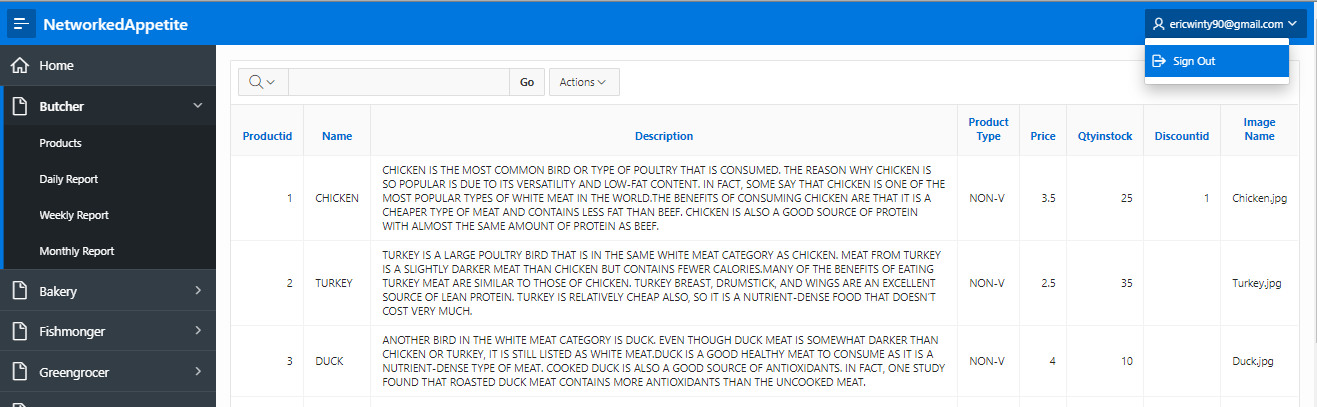 NetworkedAppetite
ericwinty90@gmail.com
Sign Out
Home
Butcher
Products
Daily Report
Weekly Report
Monthly Report
Bakery
Fishmonger
Greengrocer
Go
Actions
Productid
Name
Description
Product
Type
Price
Qtyinstock
Discountid
Image
Name
1
CHICKEN
CHICKEN IS THE MOST COMMON BIRD OR TYPE OF POULTRY THAT IS CONSUMED. THE REASON WHY CHICKEN IS
SO POPULAR IS DUE TO ITS VERSATILITY AND LOW-FAT CONTENT. IN FACT, SOME SAY THAT CHICKEN IS ONE OF THE
MOST POPULAR TYPES OF WHITE MEAT IN THE WORLD.THE BENEFITS OF CONSUMING CHICKEN ARE THAT IT IS A
CHEAPER TYPE OF MEAT AND CONTAINS LESS FAT THAN BEEF. CHICKEN IS ALSO A GOOD SOURCE OF PROTEIN
WITH ALMOST THE SAME AMOUNT OF PROTEIN AS BEEF.
NON-V
3.5
25
1
Chicken.jpg
2
TURKEY
TURKEY IS A LARGE POULTRY BIRD THAT IS IN THE SAME WHITE MEAT CATEGORY AS CHICKEN. MEAT FROM TURKEY
IS A SLIGHTLY DARKER MEAT THAN CHICKEN BUT CONTAINS FEWER CALORIES.MANY OF THE BENEFITS OF EATING
TURKEY MEAT ARE SIMILAR TO THOSE OF CHICKEN. TURKEY BREAST, DRUMSTICK, AND WINGS ARE AN EXCELLENT
SOURCE OF LEAN PROTEIN. TURKEY IS RELATIVELY CHEAP ALSO, SO IT IS A NUTRIENT-DENSE FOOD THAT DOESN'T
COST VERY MUCH.
NON-V
2.5
35
Turkey.jpg
3
DUCK
ANOTHER BIRD IN THE WHITE MEAT CATEGORY IS DUCK. EVEN THOUGH DUCK MEAT IS SOMEWHAT DARKER THAN
CHICKEN OR TURKEY, IT IS STILL LISTED AS WHITE MEAT.DUCK IS A GOOD HEALTHY MEAT TO CONSUME AS IT IS A
NUTRIENT-DENSE TYPE OF MEAT. COOKED DUCK IS ALSO A GOOD SOURCE OF ANTIOXIDANTS. IN FACT, ONE STUDY
FOUND THAT ROASTED DUCK MEAT CONTAINS MORE ANTIOXIDANTS THAN THE UNCOOKED MEAT.
NON-V
4
10
Duck.jpg